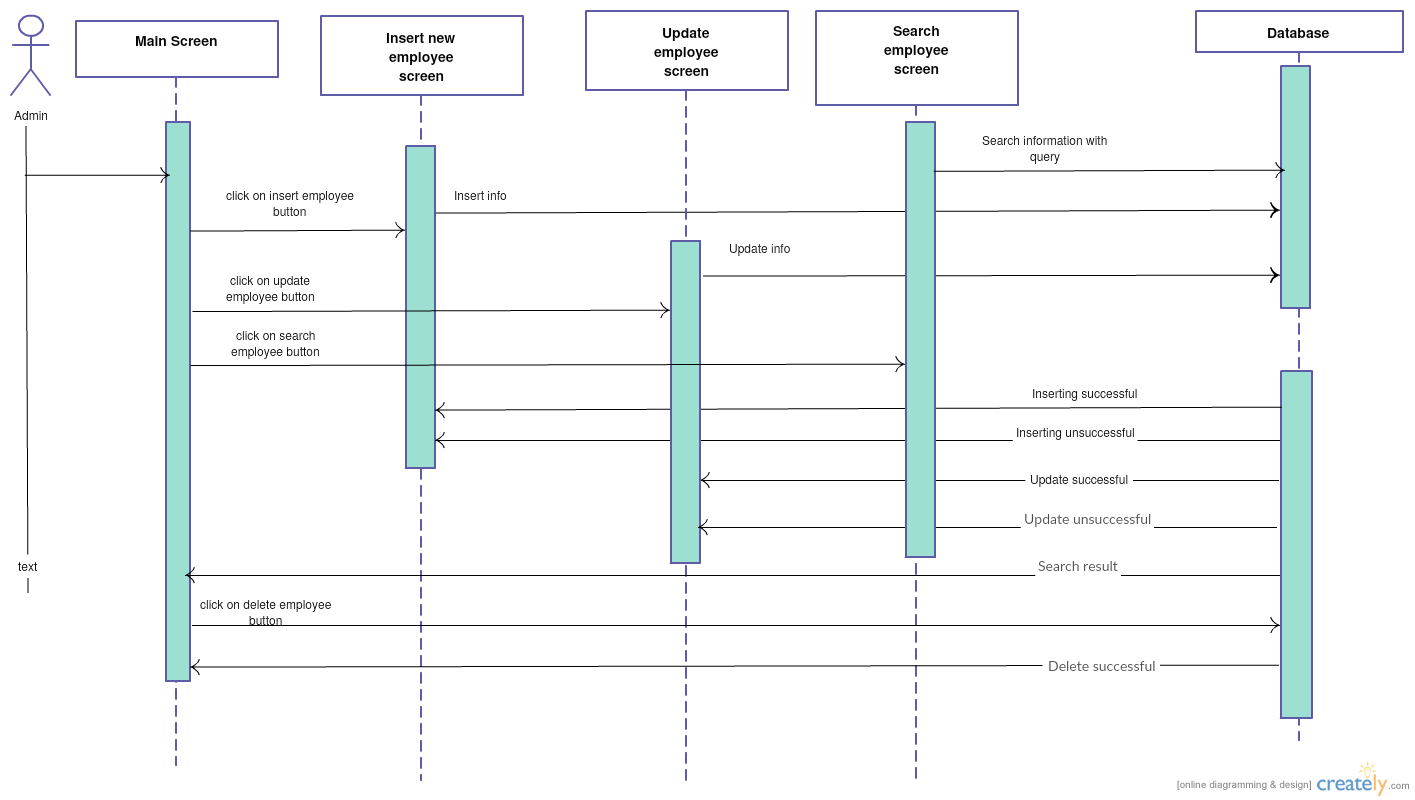 Main Screen
Insert new
employee
screen
Update
employee
screen
Search
employee
screen
Database
Admin
Search information with
query
click on insert employee
button
Insert info
Update info
click on update
employee button
click on search
employee button
Inserting successful
Inserting unsuccessful
Update successful
Update unsuccessful
text
Search result
click on delete employee
button
Delete successful
[online diagramming & design] creately.com